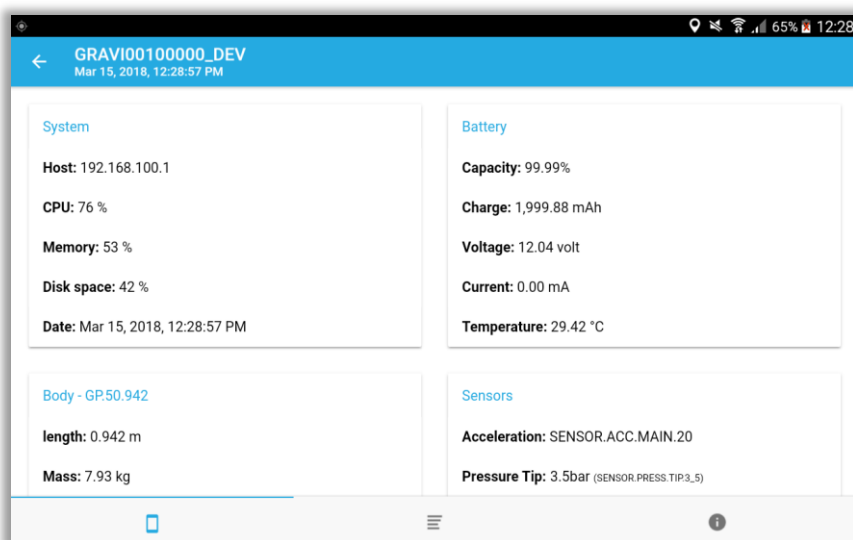 65% 12:28
GRAVI00100000_DEV
Mar 15, 2018, 12:28:57 PM
System
Host: 192.168.100.1
CPU: 76 %
Memory: 53 %
Disk space: 42 %
Date: Mar 15, 2018, 12:28:57 PM
Battery
Capacity: 99.99%
Charge: 1,999.88 mAh
Voltage: 12.04 volt
Current: 0.00 mA
Temperature: 29.42 °C
Body - GP.50.942
length: 0.942 m
Mass: 7.93 kg
Sensors
Acceleration: SENSOR.ACC.MAIN.20
Pressure Tip: 3.5bar (SENSOR.PRESS.TIP.3_5)